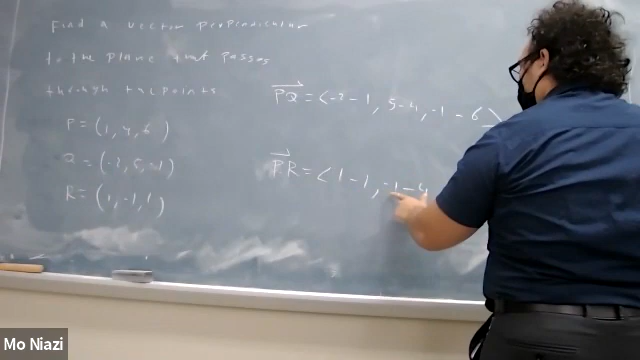 Find a vector perpendicular
to the plane that passes
through the points
P = (1, 4, 6)
Q = (-2, 5, -1)
R = (1, -1, 1)
PQ = <-2 - 1, 5 - 4, -1 - 6>
PR = <1 - 1, -1 - 4
Mo Niazi